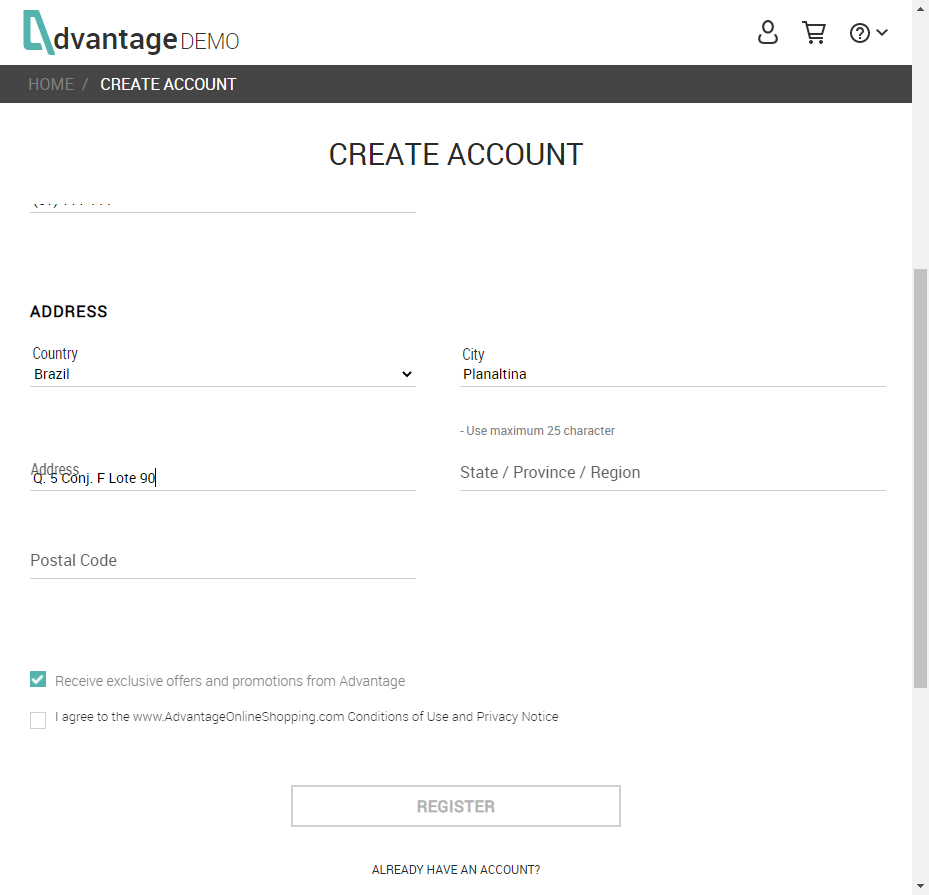 dvantage DEMO
HOME / CREATE ACCOUNT
CREATE ACCOUNT
ADDRESS
Country
Brazil
City
Planaltina
- Use maximum 25 character
Address
Q. 5 Conj. F Lote 90
State / Province / Region
Postal Code
Receive exclusive offers and promotions from Advantage
I agree to the www.AdvantageOnlineShopping.com Conditions of Use and Privacy Notice
REGISTER
ALREADY HAVE AN ACCOUNT?